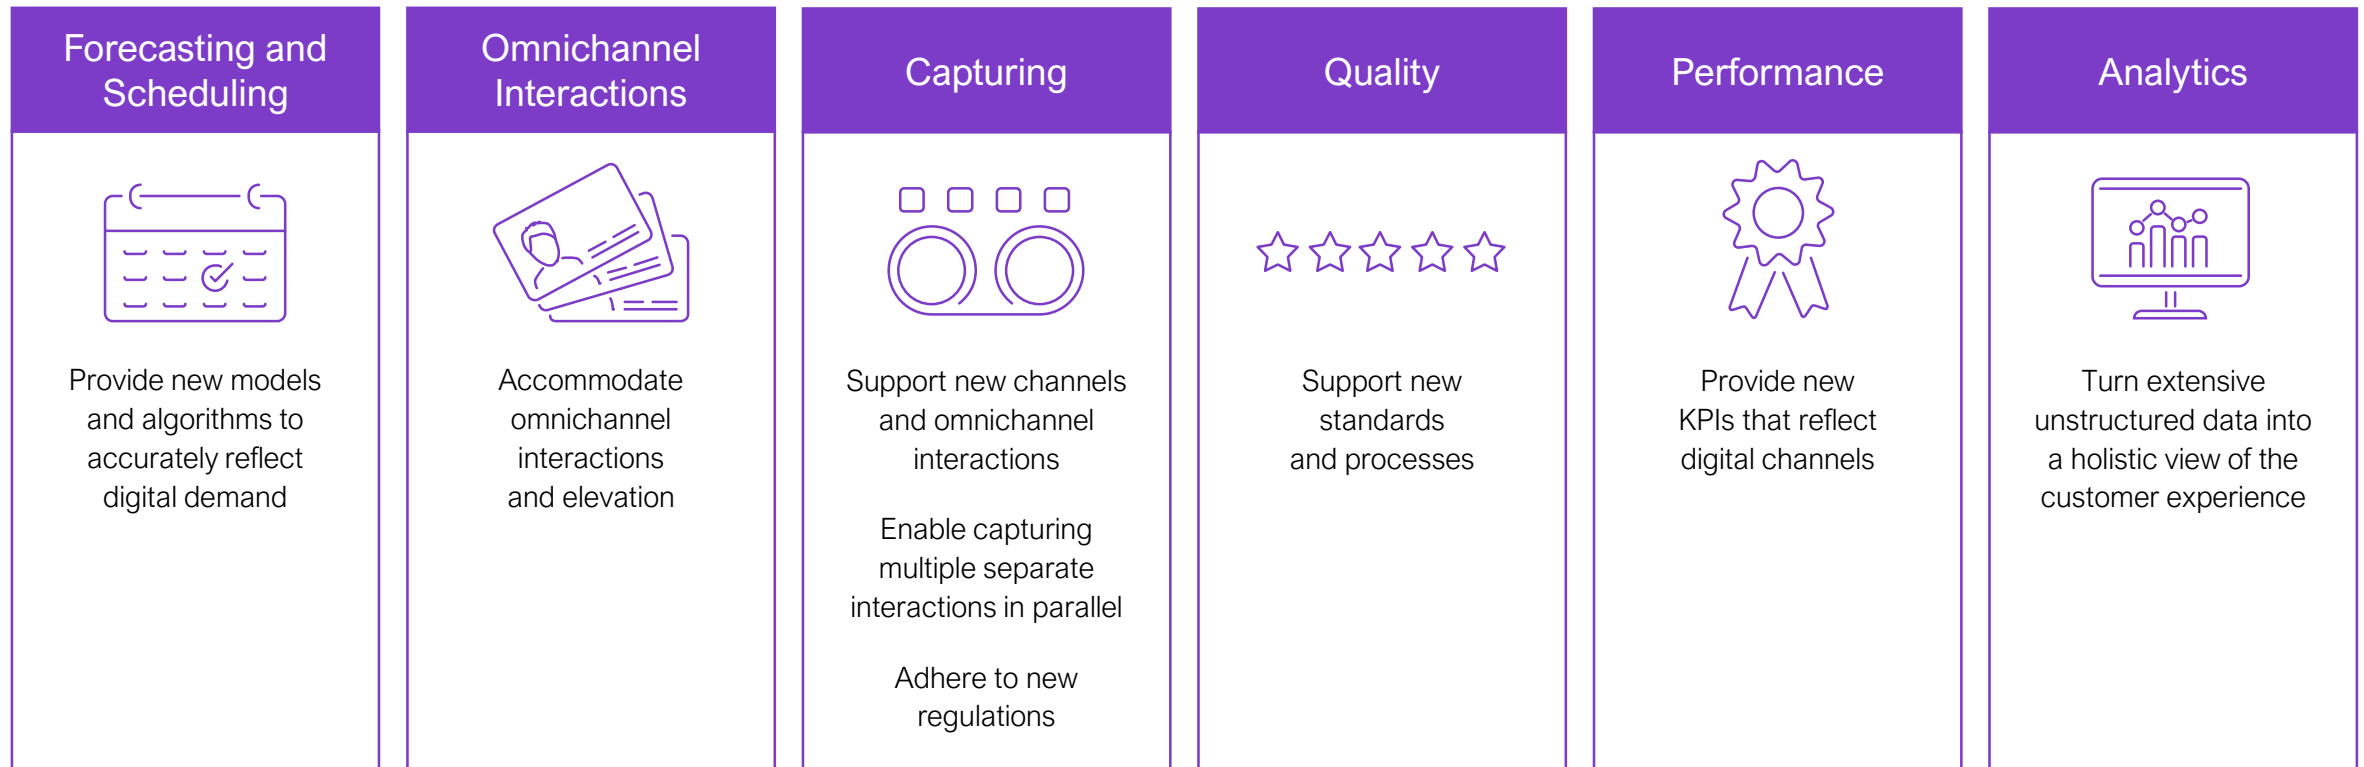 Forecasting and
Scheduling
Provide new models
and algorithms to
accurately reflect
digital demand
Omnichannel
Interactions
Accommodate
omnichannel
interactions
and elevation
Capturing
Support new channels
and omnichannel
interactions
Enable capturing
multiple separate
interactions in parallel
Adhere to new
regulations
Quality
Support new
standards
and processes
Performance
Provide new
KPIs that reflect
digital channels
Analytics
Turn extensive
unstructured data into
a holistic view of the
customer experience